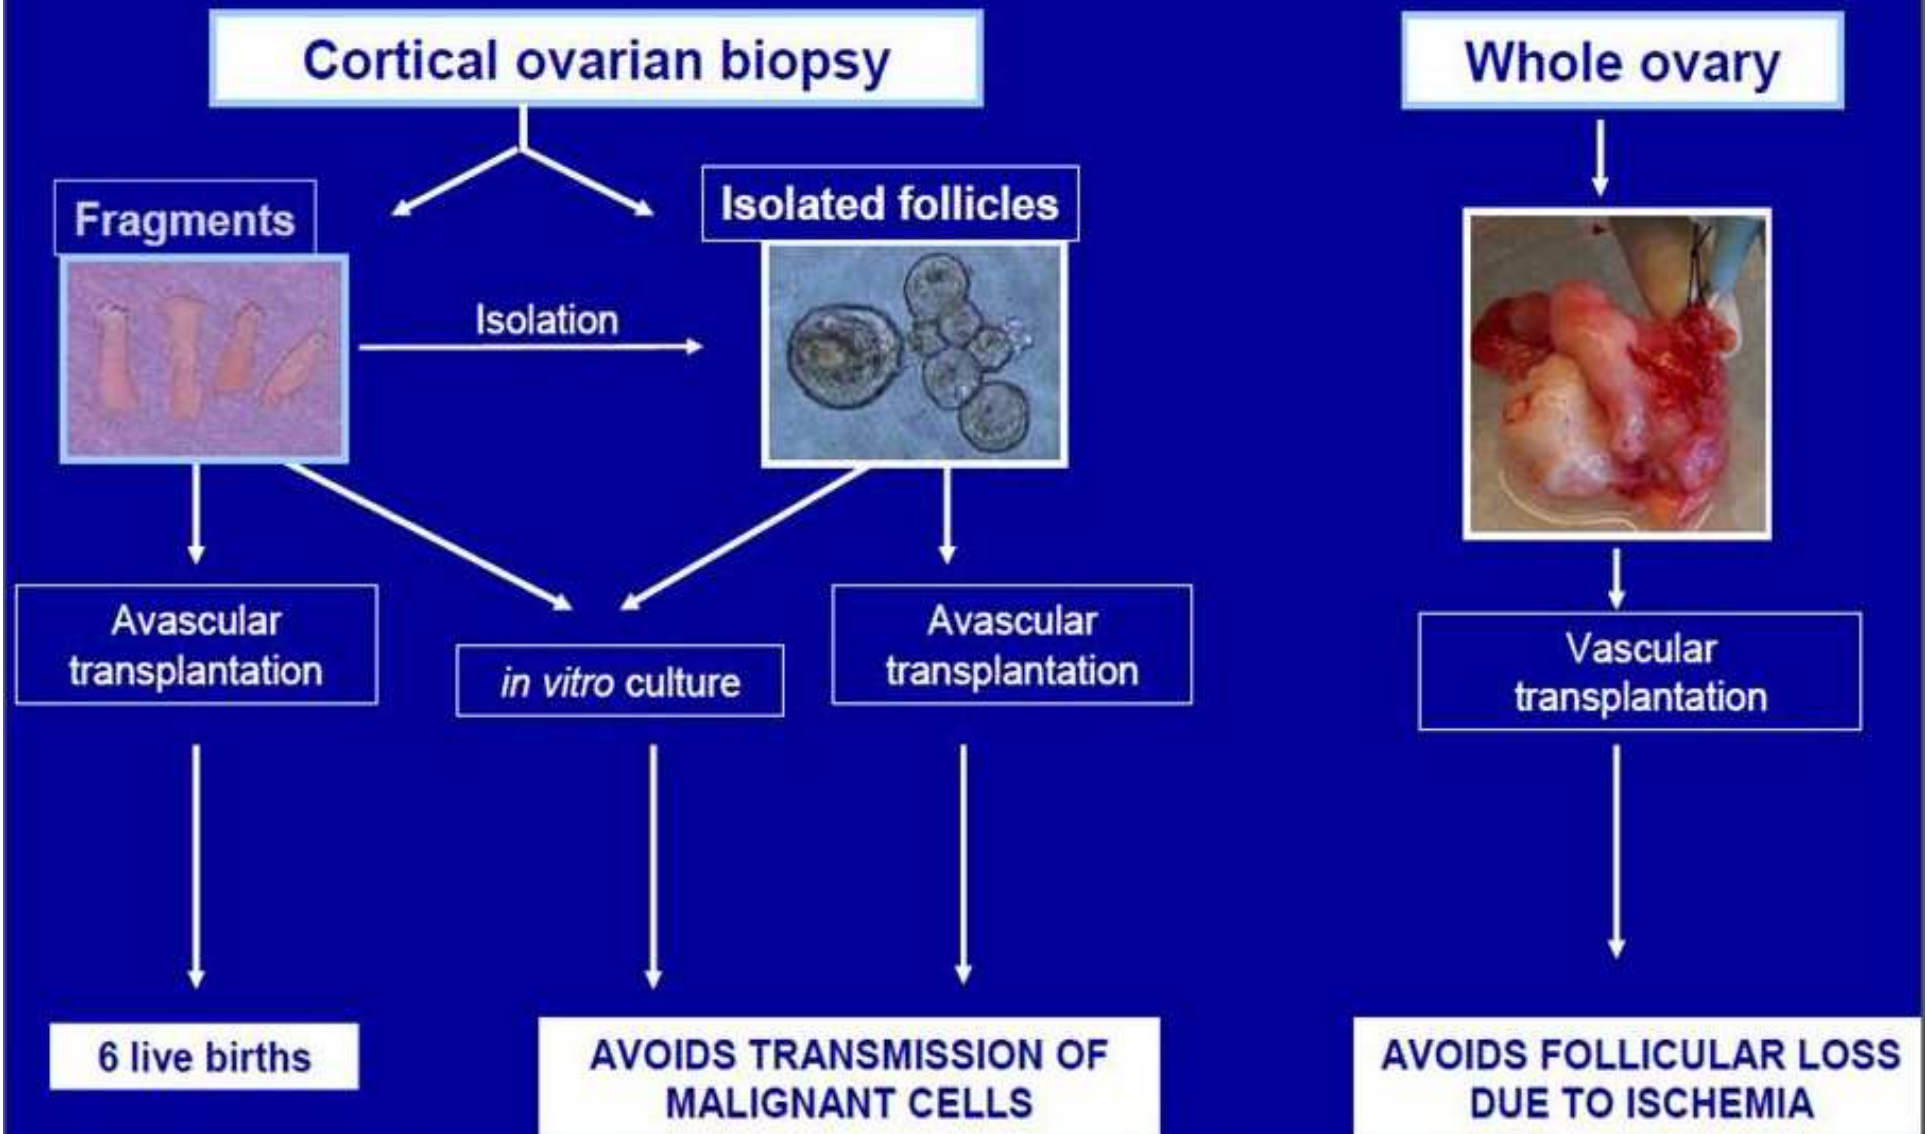 Cortical ovarian biopsy
Whole ovary
Fragments
Isolated follicles
Isolation
Avascular
transplantation
in vitro culture
Avascular
transplantation
Vascular
transplantation
6 live births
AVOIDS TRANSMISSION OF
MALIGNANT CELLS
AVOIDS FOLLICULAR LOSS
DUE TO ISCHEMIA